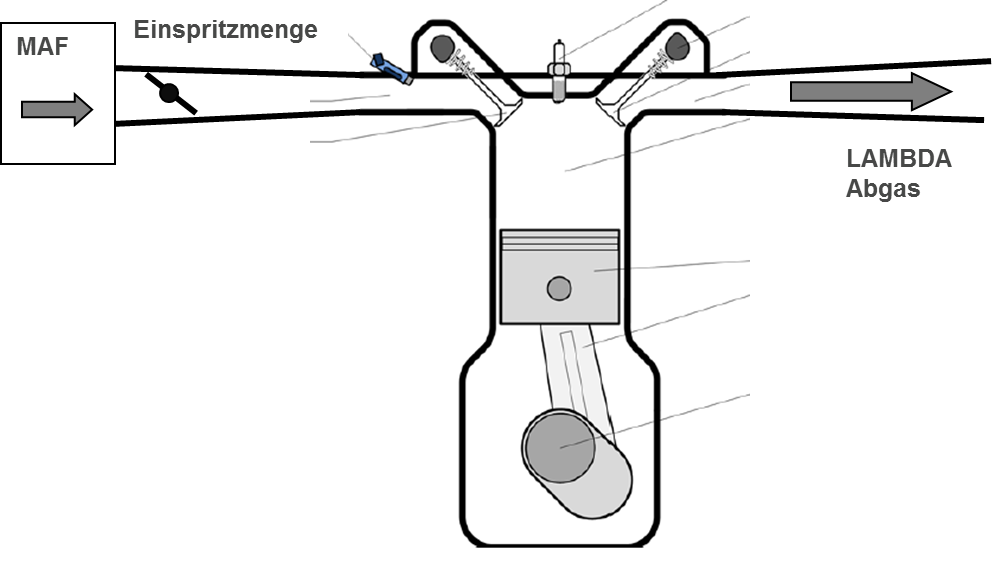 Einspritzmenge
MAF
LAMBDA
Abgas